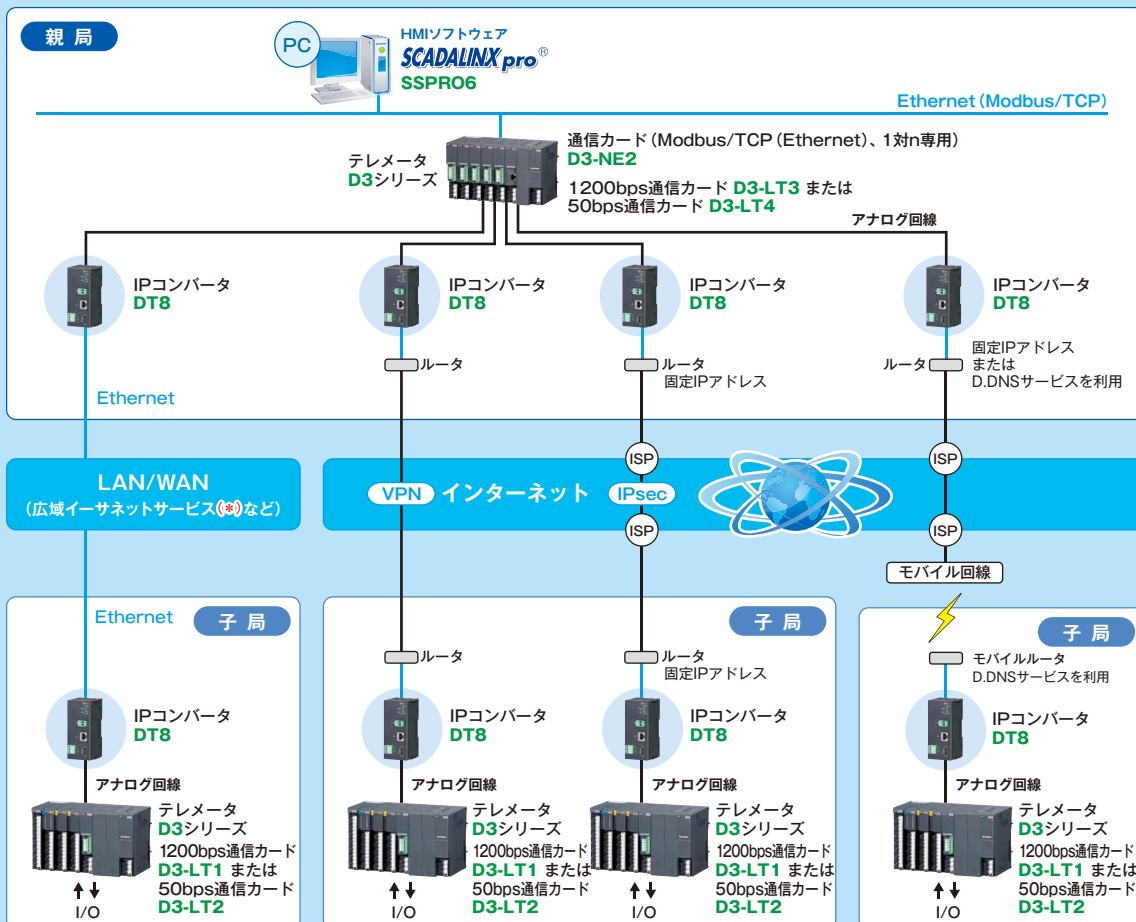 親 局
PC
HMIソフトウェア
SCADALINX pro®
SSPRO6
Ethernet(Modbus/TCP)
テレメータ
D3シリーズ
通信カード(Modbus/TCP(Ethernet)、1対n専用)
D3-NE2
1200bps通信カード D3-LT3 または
50bps通信カード D3-LT4
アナログ回線
IPコンバータ
DT8
IPコンバータ
DT8
IPコンバータ
DT8
IPコンバータ
DT8
ルータ
ルータ
固定IPアドレス
ルータ
固定IPアドレス
または
D.DNSサービスを利用
Ethernet
LAN/WAN
(広域イーサネットサービス(*)など)
VPN
インターネット
IPsec
ISP
ISP
ISP
ISP
モバイル回線
Ethernet
子 局
子 局
子 局
ルータ
ルータ
固定IPアドレス
モバイルルータ
D.DNSサービスを利用
IPコンバータ
DT8
IPコンバータ
DT8
IPコンバータ
DT8
IPコンバータ
DT8
アナログ回線
アナログ回線
アナログ回線
アナログ回線
テレメータ
D3シリーズ
1200bps通信カード
D3-LT1 または
50bps通信カード
D3-LT2
I/O
テレメータ
D3シリーズ
1200bps通信カード
D3-LT1 または
50bps通信カード
D3-LT2
I/O
テレメータ
D3シリーズ
1200bps通信カード
D3-LT1 または
50bps通信カード
D3-LT2
I/O
テレメータ
D3シリーズ
1200bps通信カード
D3-LT1 または
50bps通信カード
D3-LT2
I/O